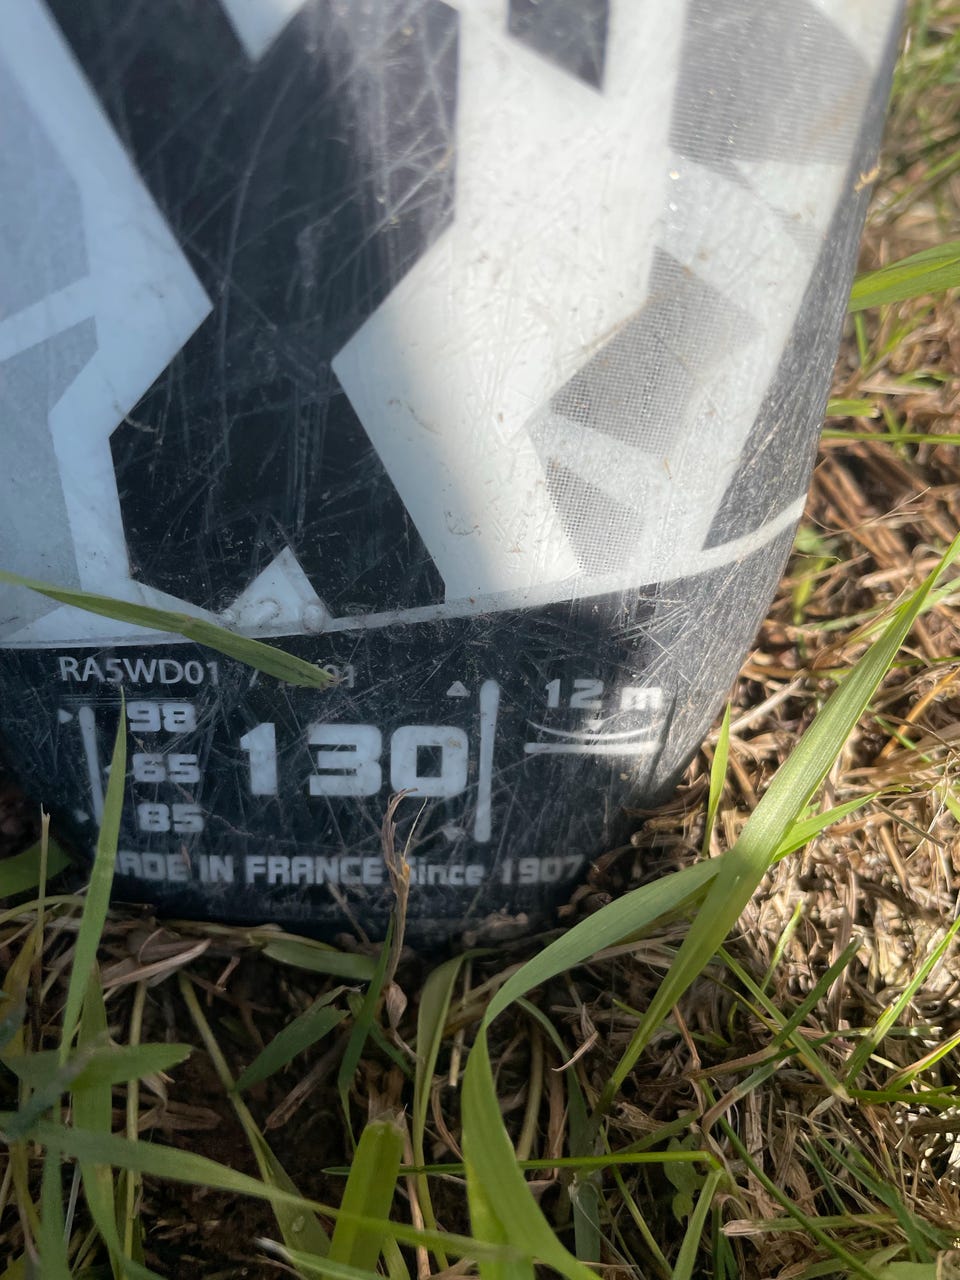 RA5WD01 /
98
65
85
130
12 m
MADE IN FRANCE Since 1907